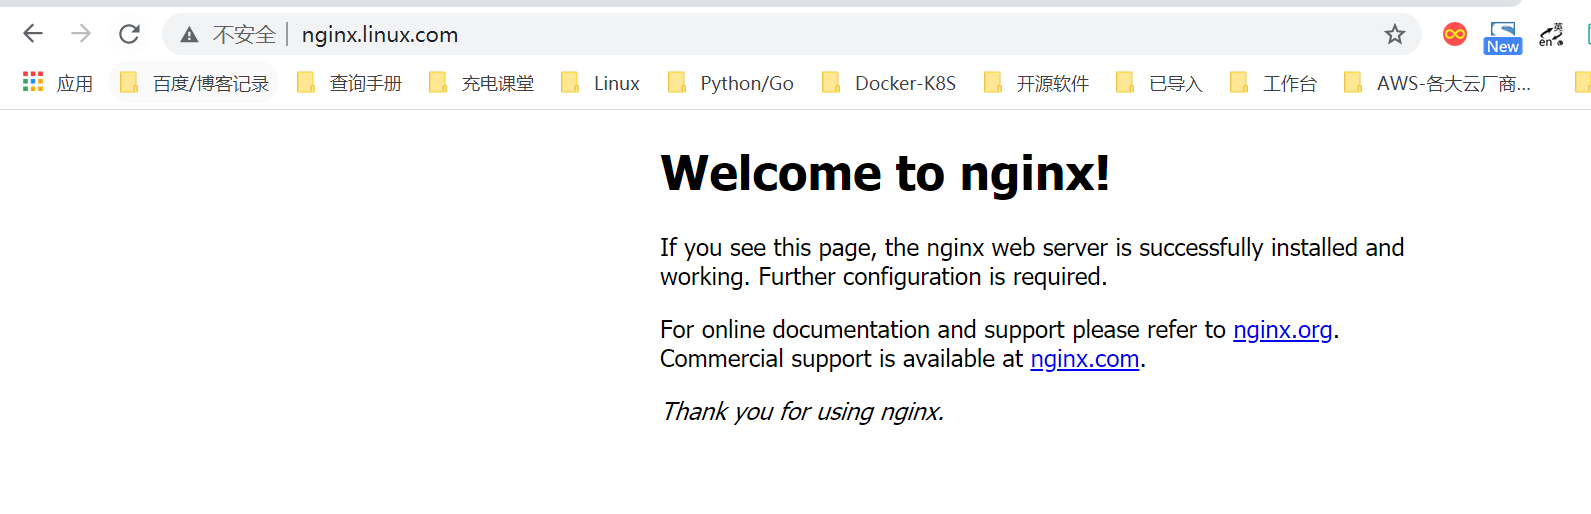 不安全 | nginx.linux.com
New
英
en
应用 百度/博客记录 查询手册 充电课堂 Linux Python/Go Docker-K8S 开源软件 已导入 工作台 AWS-各大云厂商...
Welcome to nginx!
If you see this page, the nginx web server is successfully installed and
working. Further configuration is required.
For online documentation and support please refer to nginx.org.
Commercial support is available at nginx.com.
Thank you for using nginx.